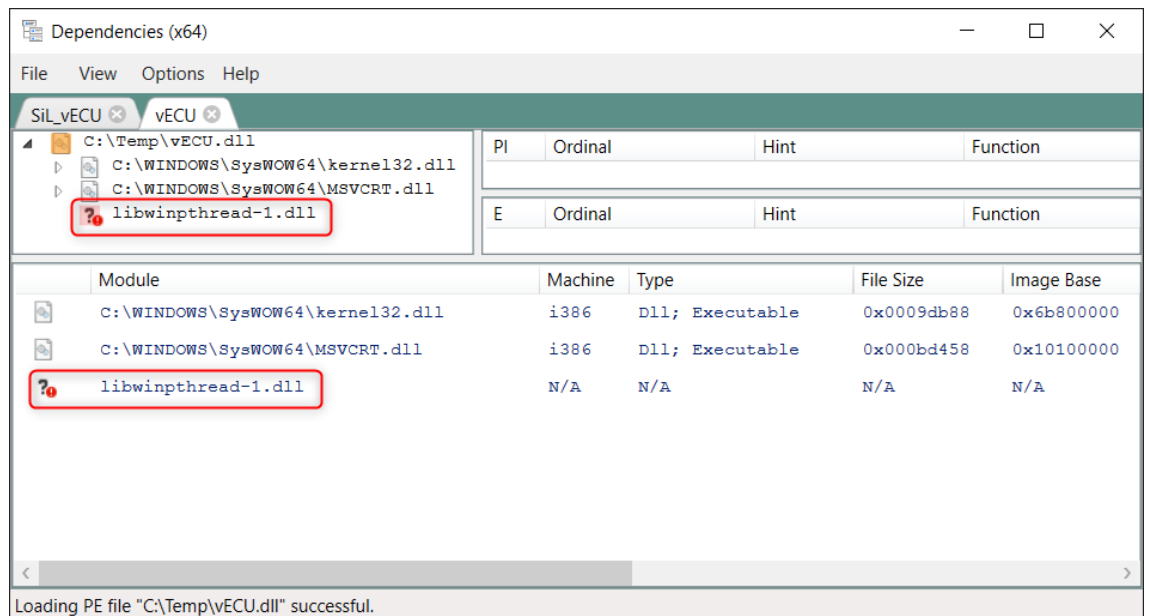 Dependencies (x64)
File View Options Help
SiL_vECU vECU
C:\Temp\vECU.dll
C:\WINDOWS\SysWOW64\kernel32.dll
C:\WINDOWS\SysWOW64\MSVCRT.dll
libwinpthread-1.dll
PI Ordinal Hint Function
E Ordinal Hint Function
Module Machine Type File Size Image Base
C:\WINDOWS\SysWOW64\kernel32.dll i386 Dll; Executable 0x0009db88 0x6b800000
C:\WINDOWS\SysWOW64\MSVCRT.dll i386 Dll; Executable 0x000bd458 0x10100000
libwinpthread-1.dll N/A N/A N/A N/A
Loading PE file "C:\Temp\vECU.dll" successful.